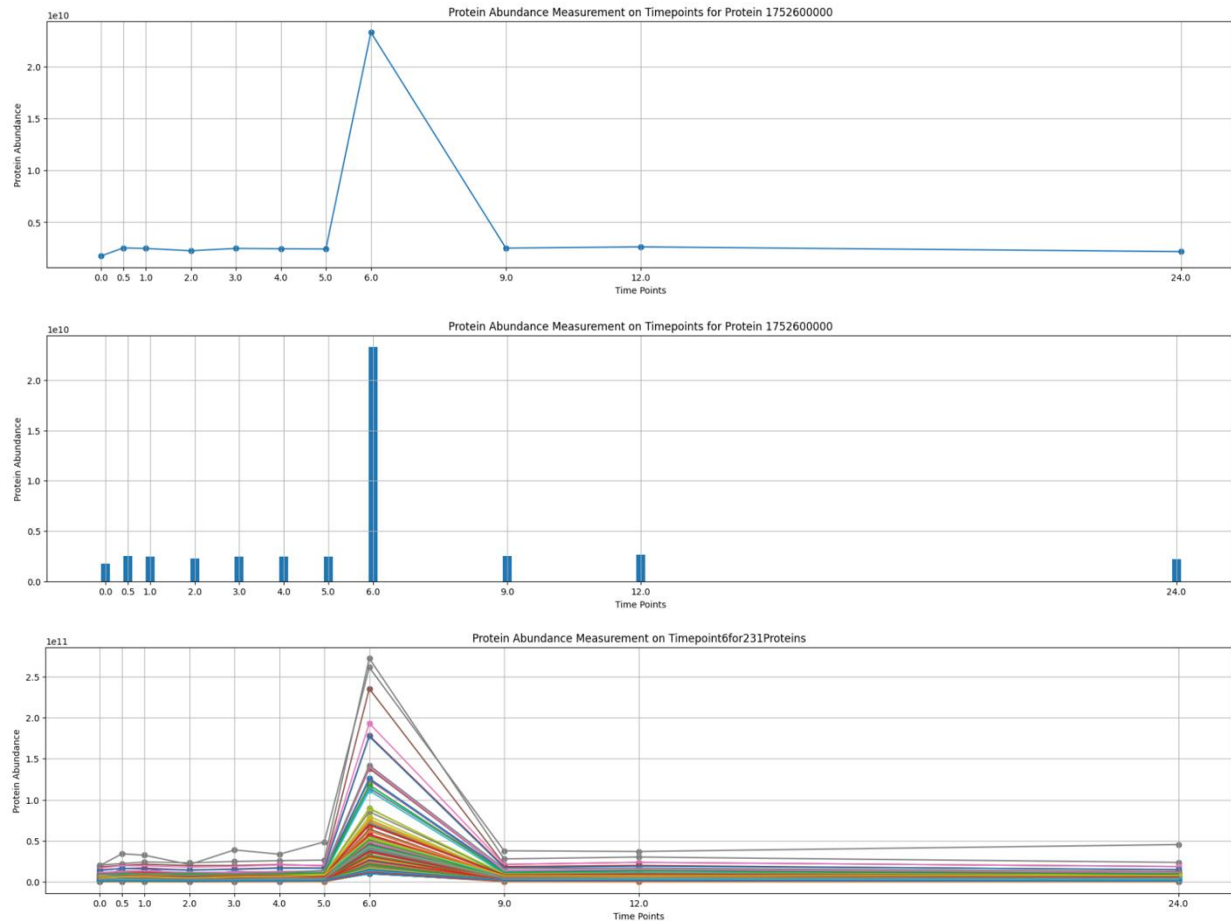 Protein Abundance Measurement on Timepoints for Protein 1752600000
1e10
2.0
1.5
1.0
0.5
Protein Abundance
0.0 0.5 1.0 2.0 3.0 4.0 5.0 6.0 9.0 12.0 24.0
Time Points
Protein Abundance Measurement on Timepoints for Protein 1752600000
1e10
2.0
1.5
1.0
0.5
0.0
Protein Abundance
0.0 0.5 1.0 2.0 3.0 4.0 5.0 6.0 9.0 12.0 24.0
Time Points
Protein Abundance Measurement on Timepoint6for231Proteins
1e11
2.5
2.0
1.5
1.0
0.5
0.0
Protein Abundance
0.0 0.5 1.0 2.0 3.0 4.0 5.0 6.0 9.0 12.0 24.0
Time Points